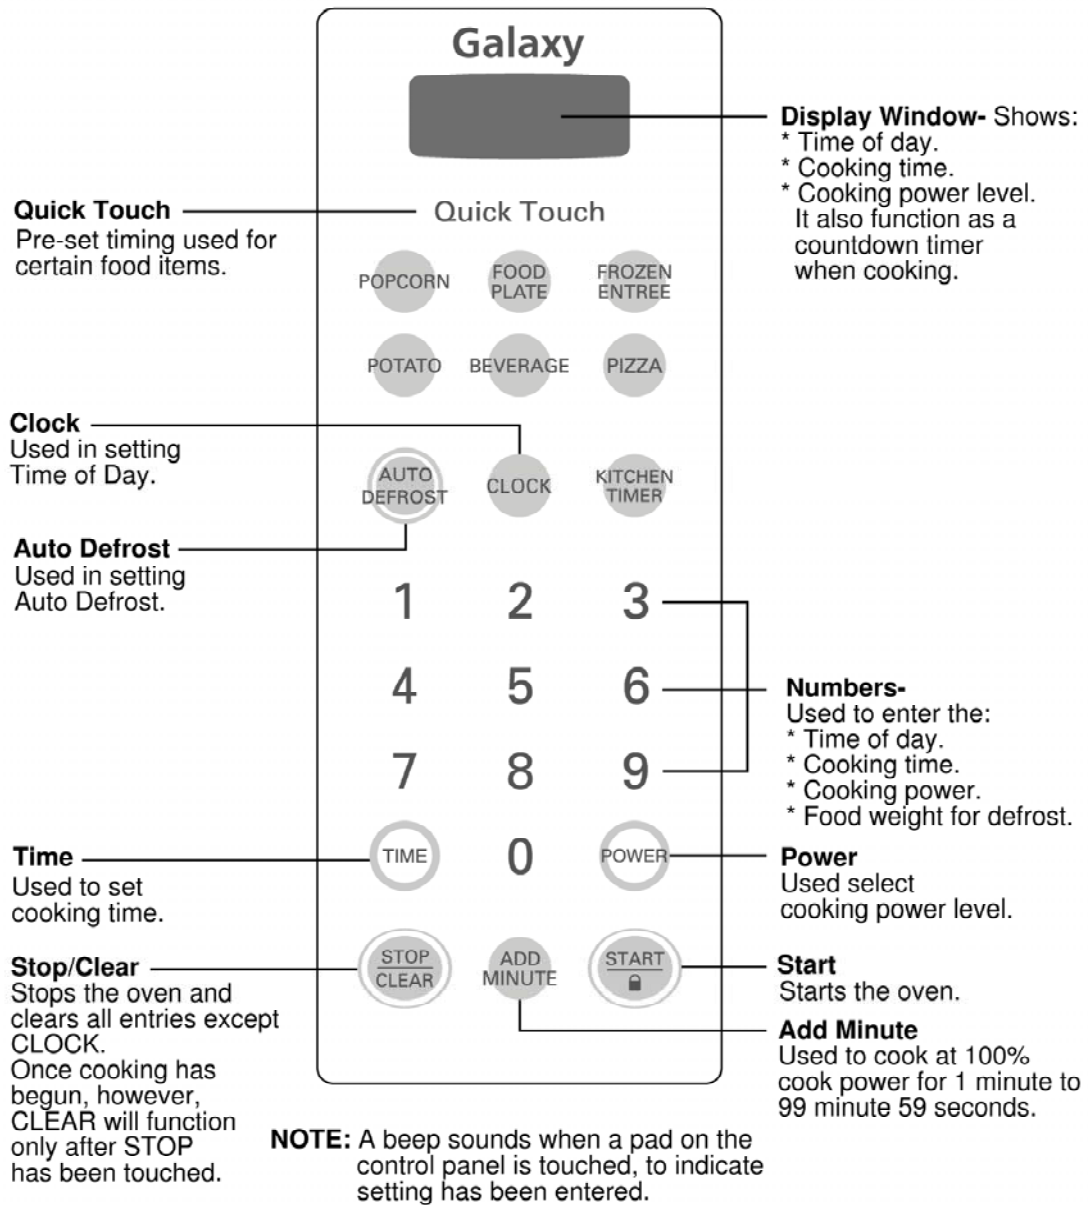 Galaxy
Display Window- Shows:
* Time of day.
* Cooking time.
* Cooking power level.
It also function as a
countdown timer
when cooking.
Quick Touch
Pre-set timing used for
certain food items.
Quick Touch
POPCORN
FOOD
PLATE
FROZEN
ENTREE
POTATO
BEVERAGE
PIZZA
Clock
Used in setting
Time of Day.
AUTO
DEFROST
CLOCK
KITCHEN
TIMER
Auto Defrost
Used in setting
Auto Defrost.
1 2 3
4 5 6
7 8 9
Numbers-
Used to enter the:
* Time of day.
* Cooking time.
* Cooking power.
* Food weight for defrost.
Time
Used to set
cooking time.
TIME
0
POWER
Power
Used select
cooking power level.
Stop/Clear
Stops the oven and
clears all entries except
CLOCK.
Once cooking has
begun, however,
CLEAR will function
only after STOP
has been touched.
STOP
CLEAR
ADD
MINUTE
START
Start
Starts the oven.
Add Minute
Used to cook at 100%
cook power for 1 minute to
99 minute 59 seconds.
NOTE: A beep sounds when a pad on the
control panel is touched, to indicate
setting has been entered.